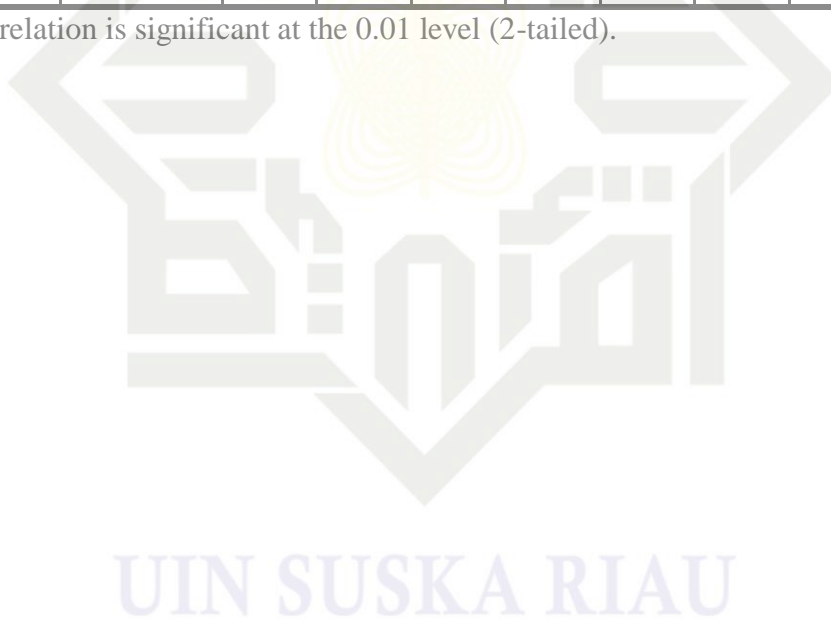 relation is significant at the 0.01 level (2-tailed).
UIN SUSKA RIAU